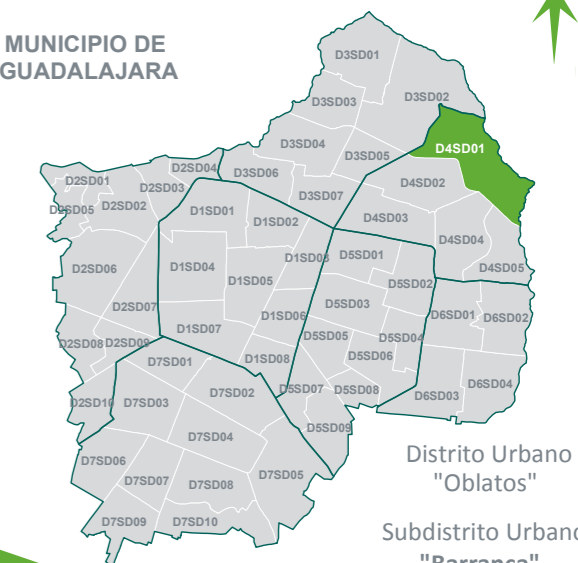 MUNICIPIO DE
GUADALAJARA
D3SD01
D3SD02
D3SD03
D3SD04
D4SD01
D3SD05
D2SD04
D3SD06
D4SD02
D2SD01
D2SD03
D3SD07
D2SD05
D2SD02
D1SD01
D1SD02
D4SD03
D4SD04
D1SD03
D5SD01
D2SD06
D1SD04
D4SD05
D1SD05
D5SD02
D5SD03
D2SD07
D1SD06
D6SD01
D6SD02
D1SD07
D5SD05
D5SD04
D2SD08
D2SD09
D5SD06
D7SD01
D1SD08
D6SD04
D7SD02
D5SD07
D5SD08
D6SD03
D2SD10
D7SD03
D5SD09
D7SD04
Distrito Urbano
"Oblatos"
D7SD06
D7SD05
D7SD07
D7SD08
D7SD09
D7SD10
Subdistrito Urbano
"Barranca"